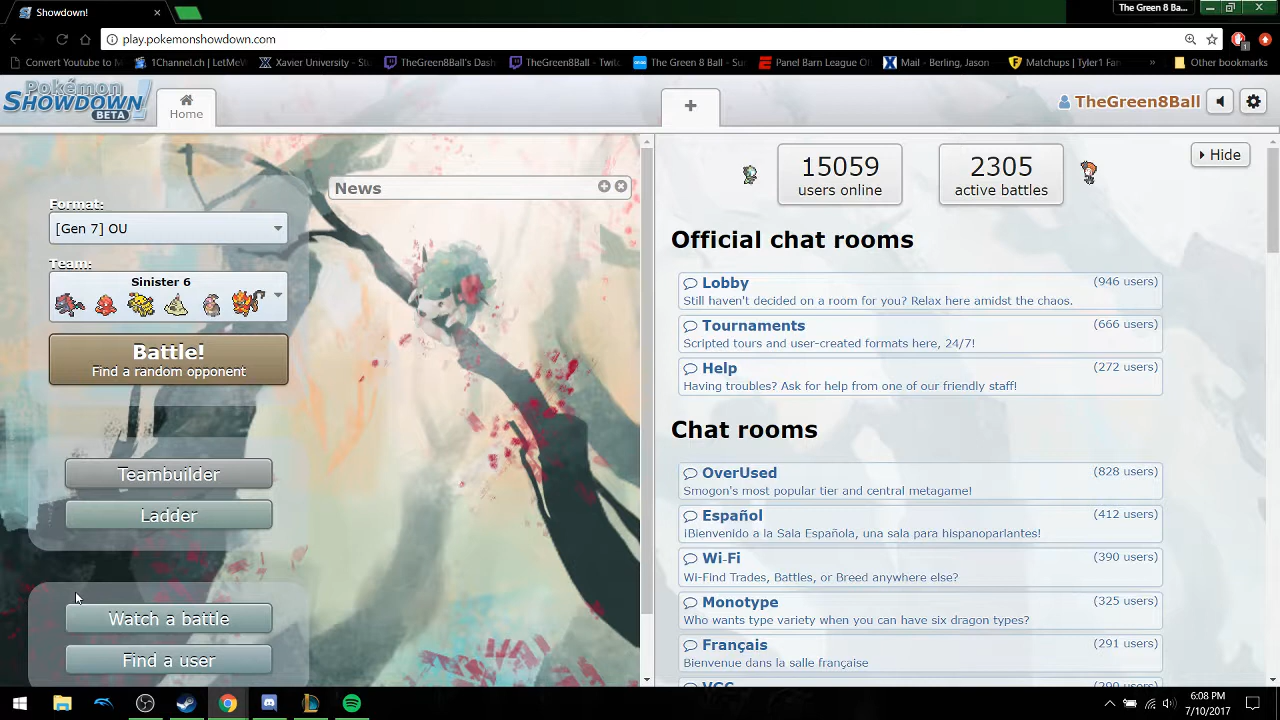 Showdown!
The Green 8 Ba...
play.pokemonshowdown.com
Convert Youtube to M
1Channel.ch | LetMeW
Xavier University - Stu
TheGreen8Ball's Dash
TheGreen8Ball - Twitc
The Green 8 Ball - Su
Panel Barn League Of
Mail - Berling, Jason
Matchups | Tyler1 Fan
»
Other bookmarks
Pokémon
SHOWDOWN!
BETA
Home
+
TheGreen8Ball
News
Format:
[Gen 7] OU
Team:
Sinister 6
Battle!
Find a random opponent
Teambuilder
Ladder
Watch a battle
Find a user
15059
users online
2305
active battles
Hide
Official chat rooms
Lobby (946 users)
Still haven't decided on a room for you? Relax here amidst the chaos.
Tournaments (666 users)
Scripted tours and user-created formats here, 24/7!
Help (272 users)
Having troubles? Ask for help from one of our friendly staff!
Chat rooms
OverUsed (828 users)
Smogon's most popular tier and central metagame!
Español (412 users)
¡Bienvenido a la Sala Española, una sala para hispanoparlantes!
Wi-Fi (390 users)
Wi-Find Trades, Battles, or Breed anywhere else?
Monotype (325 users)
Who wants type variety when you can have six dragon types?
Français (291 users)
Bienvenue dans la salle française
VGC
6:08 PM
7/10/2017